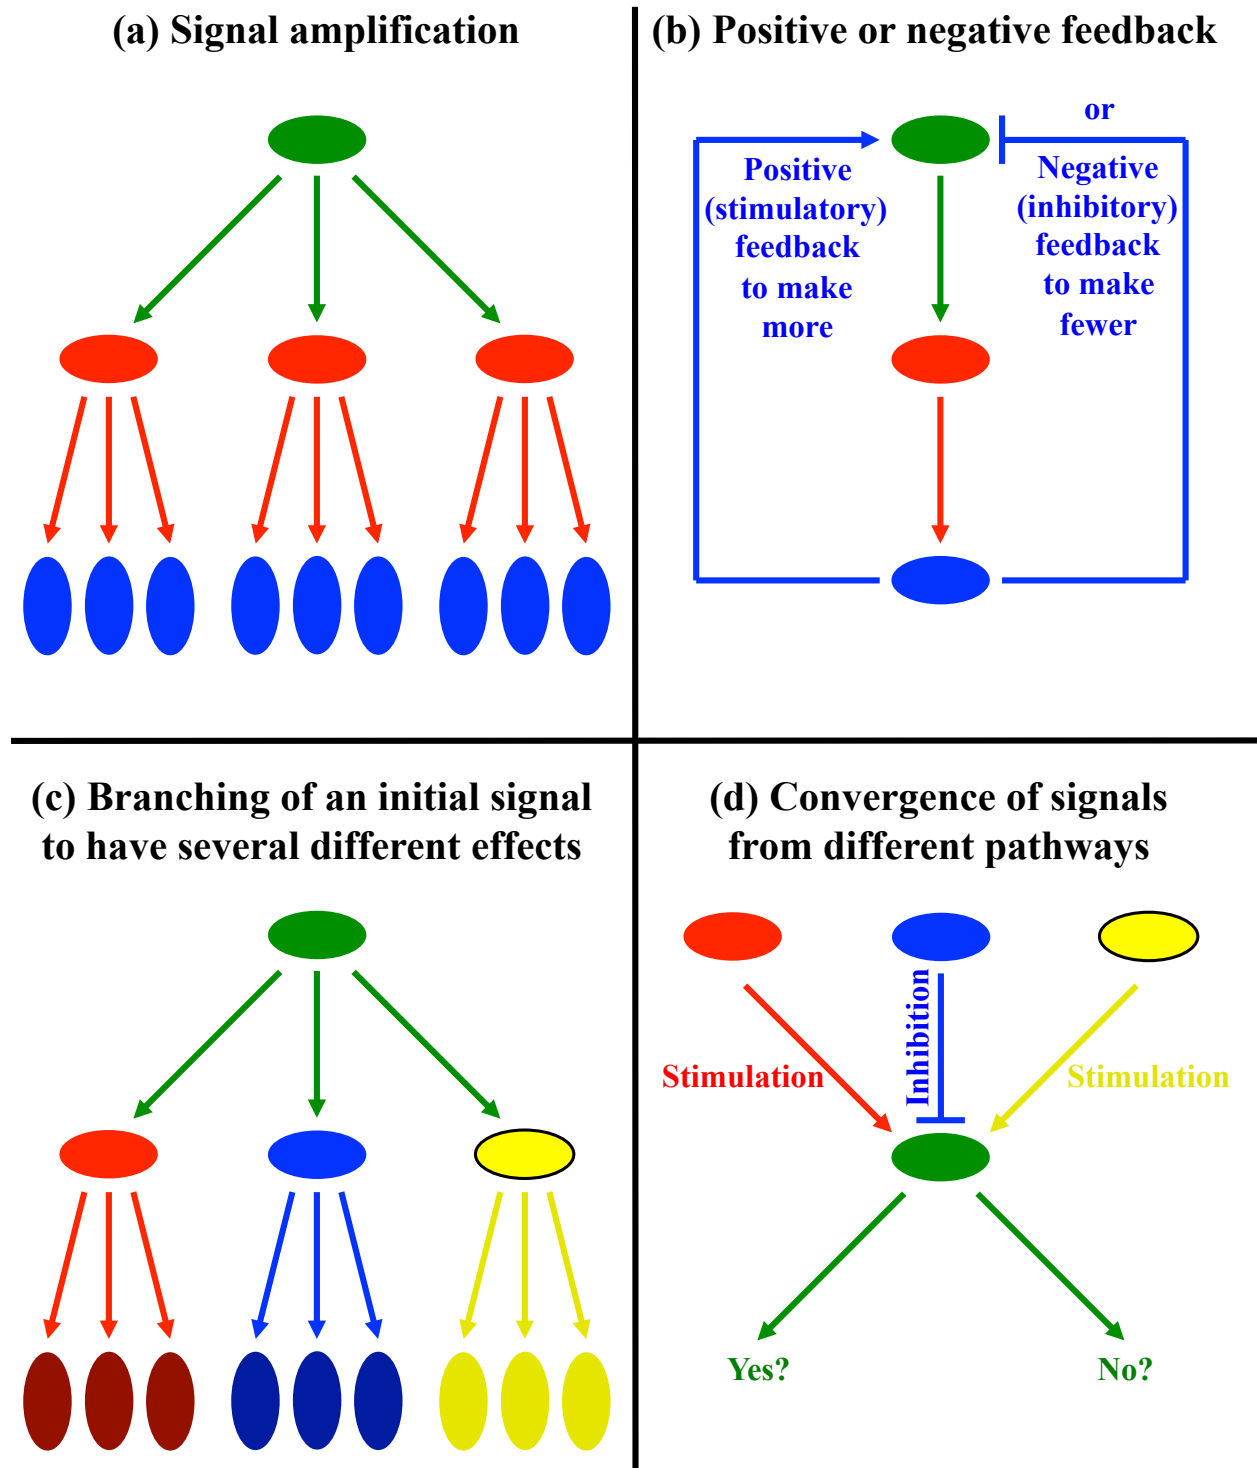 (a) Signal amplification
(b) Positive or negative feedback
or
Positive
(stimulatory)
feedback
to make
more
Negative
(inhibitory)
feedback
to make
fewer
(c) Branching of an initial signal
to have several different effects
(d) Convergence of signals
from different pathways
Stimulation
Inhibition
Stimulation
Yes?
No?